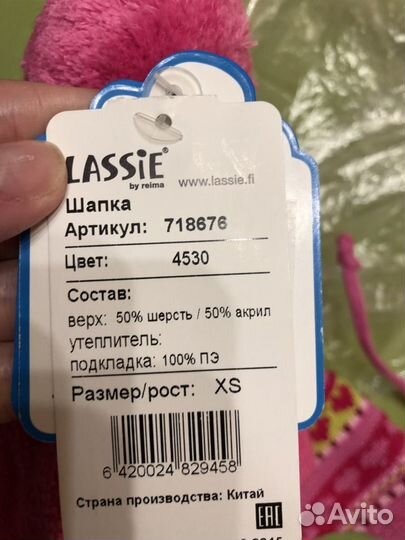 LASSIE®
by reima
www.lassie.fi
Шапка
Артикул: 718676
Цвет: 4530
Состав:
верх: 50% шерсть / 50% акрил
утеплитель:
подкладка: 100% ПЭ
Размер/рост: XS
6 420024 829458
Страна производства: Китай
EAC
Avito